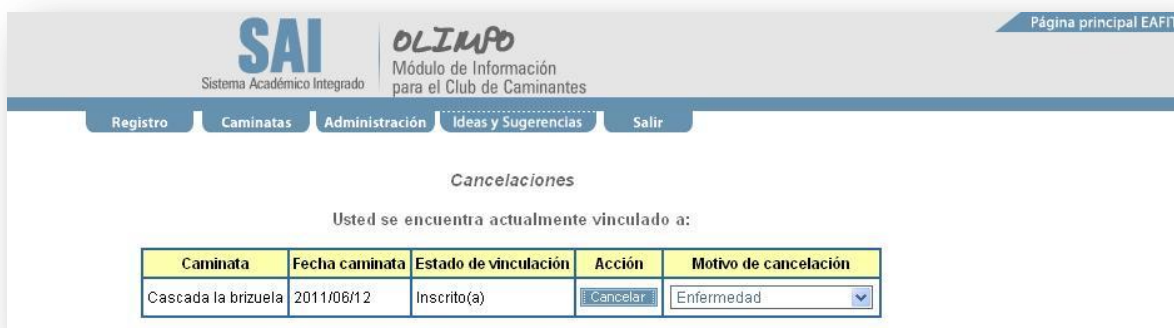 Página principal EAFIT
SAI
Sistema Académico Integrado
OLIMPO
Módulo de Información
para el Club de Caminantes
Registro Caminatas Administración Ideas y Sugerencias Salir
Cancelaciones
Usted se encuentra actualmente vinculado a:
Caminata Fecha caminata Estado de vinculación Acción Motivo de cancelación
Cascada la brizuela 2011/06/12 Inscrito(a) Cancelar Enfermedad